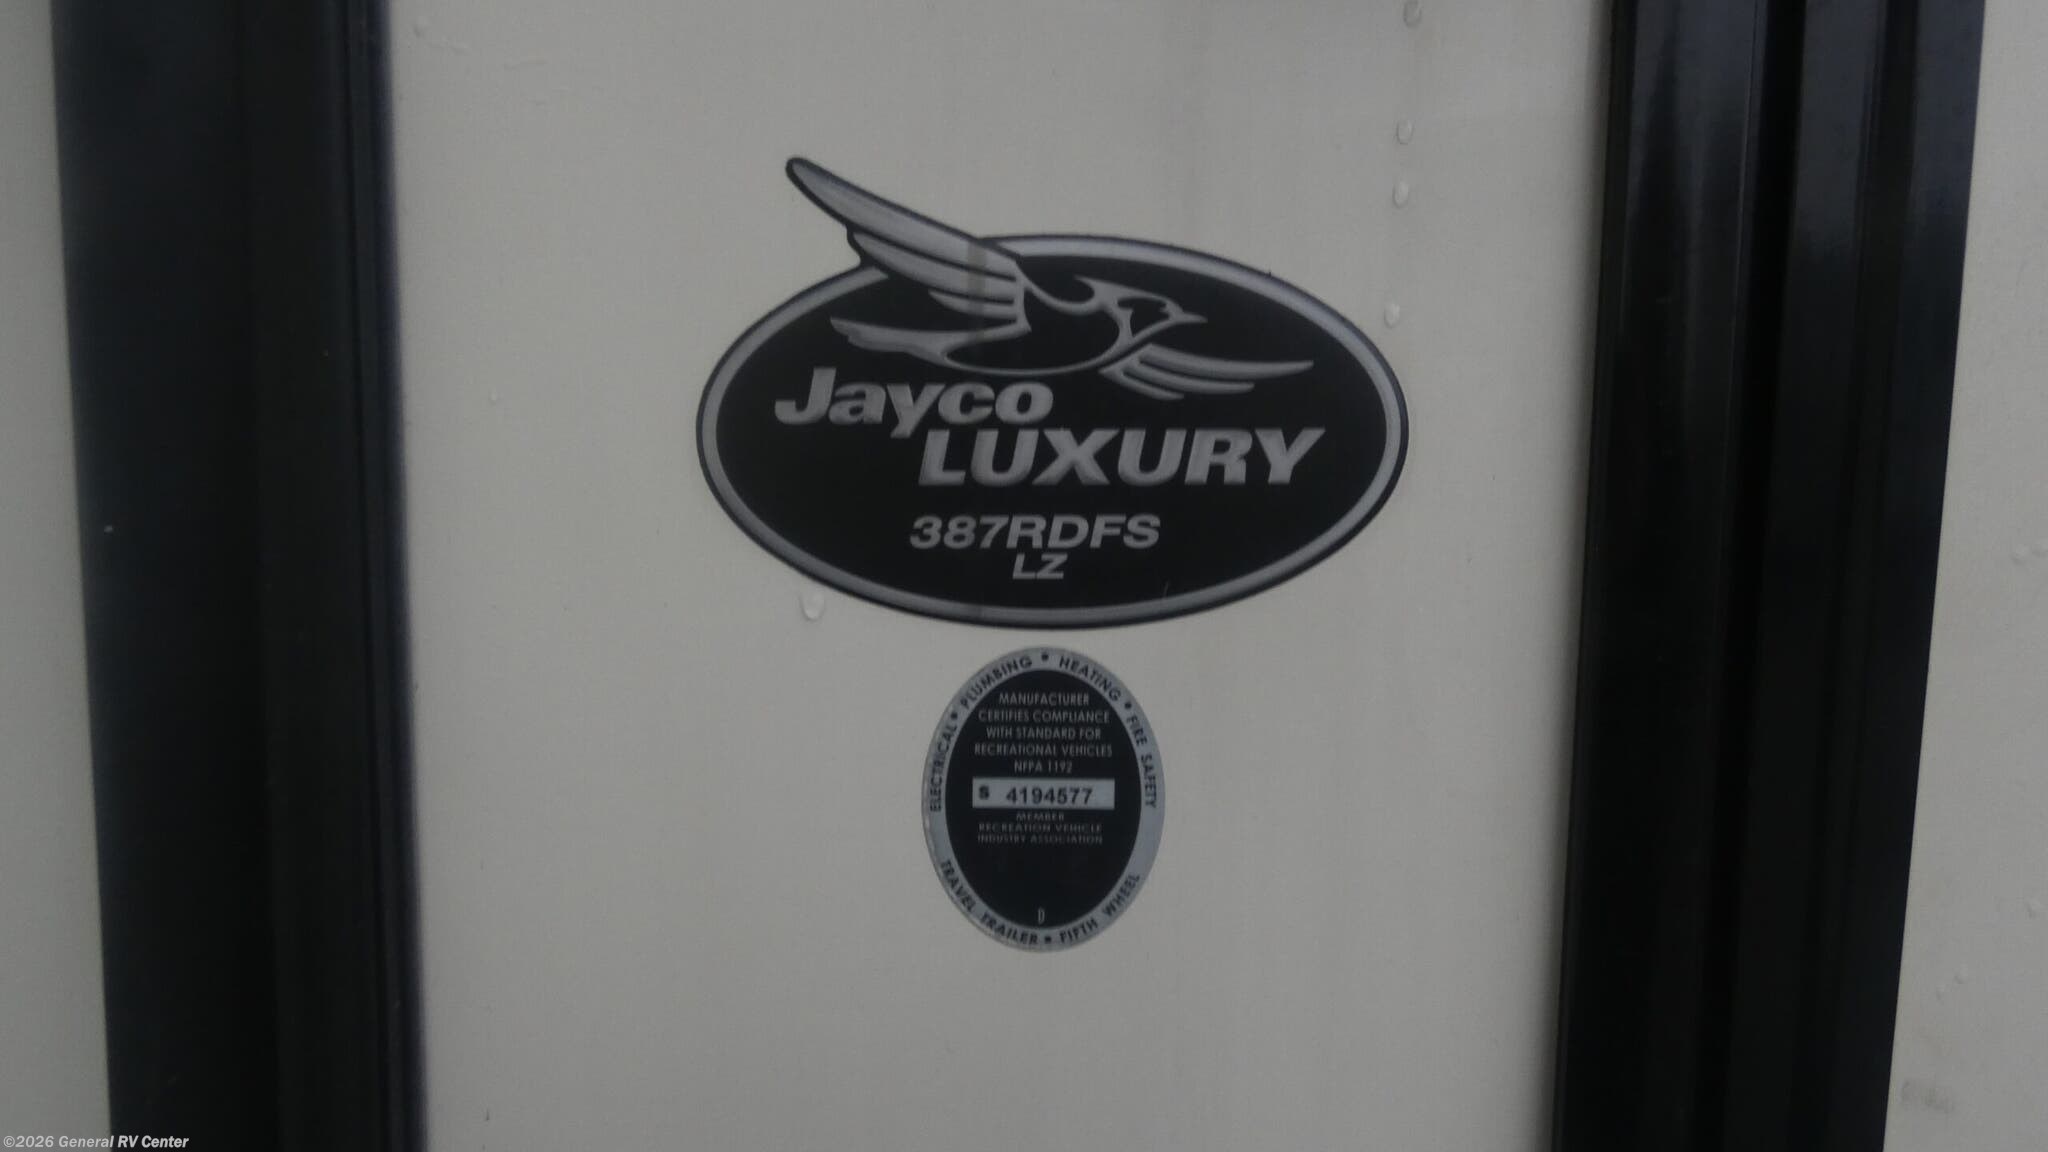 Jayco
LUXURY
387RDFS
LZ
ELECTRICAL • PLUMBING • HEATING • FIRE SAFETY
MANUFACTURER
CERTIFIES COMPLIANCE
WITH STANDARD FOR
RECREATIONAL VEHICLES
NFPA 1192
S 4194577
MEMBER
RECREATION VEHICLE
INDUSTRY ASSOCIATION
D
TRAVEL TRAILER • FIFTH WHEEL
©2026 General RV Center